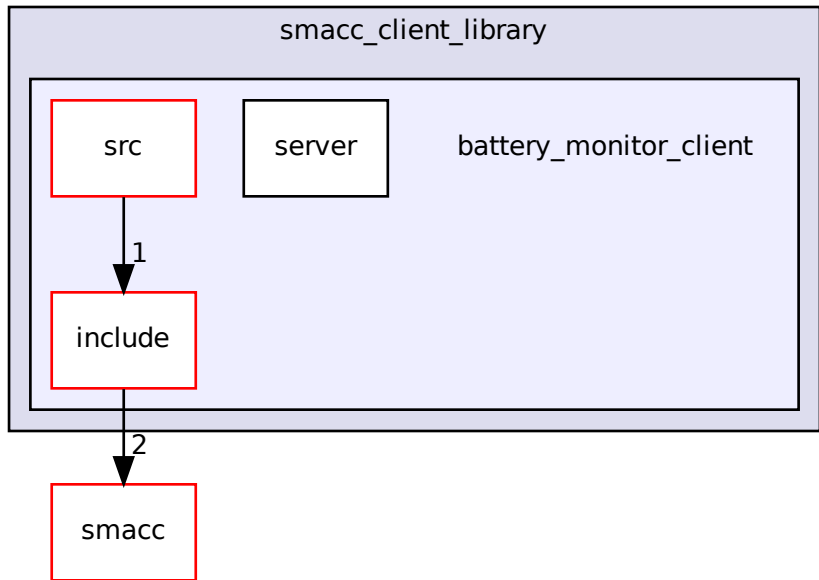 smacc_client_library
src
server
battery_monitor_client
1
include
2
smacc